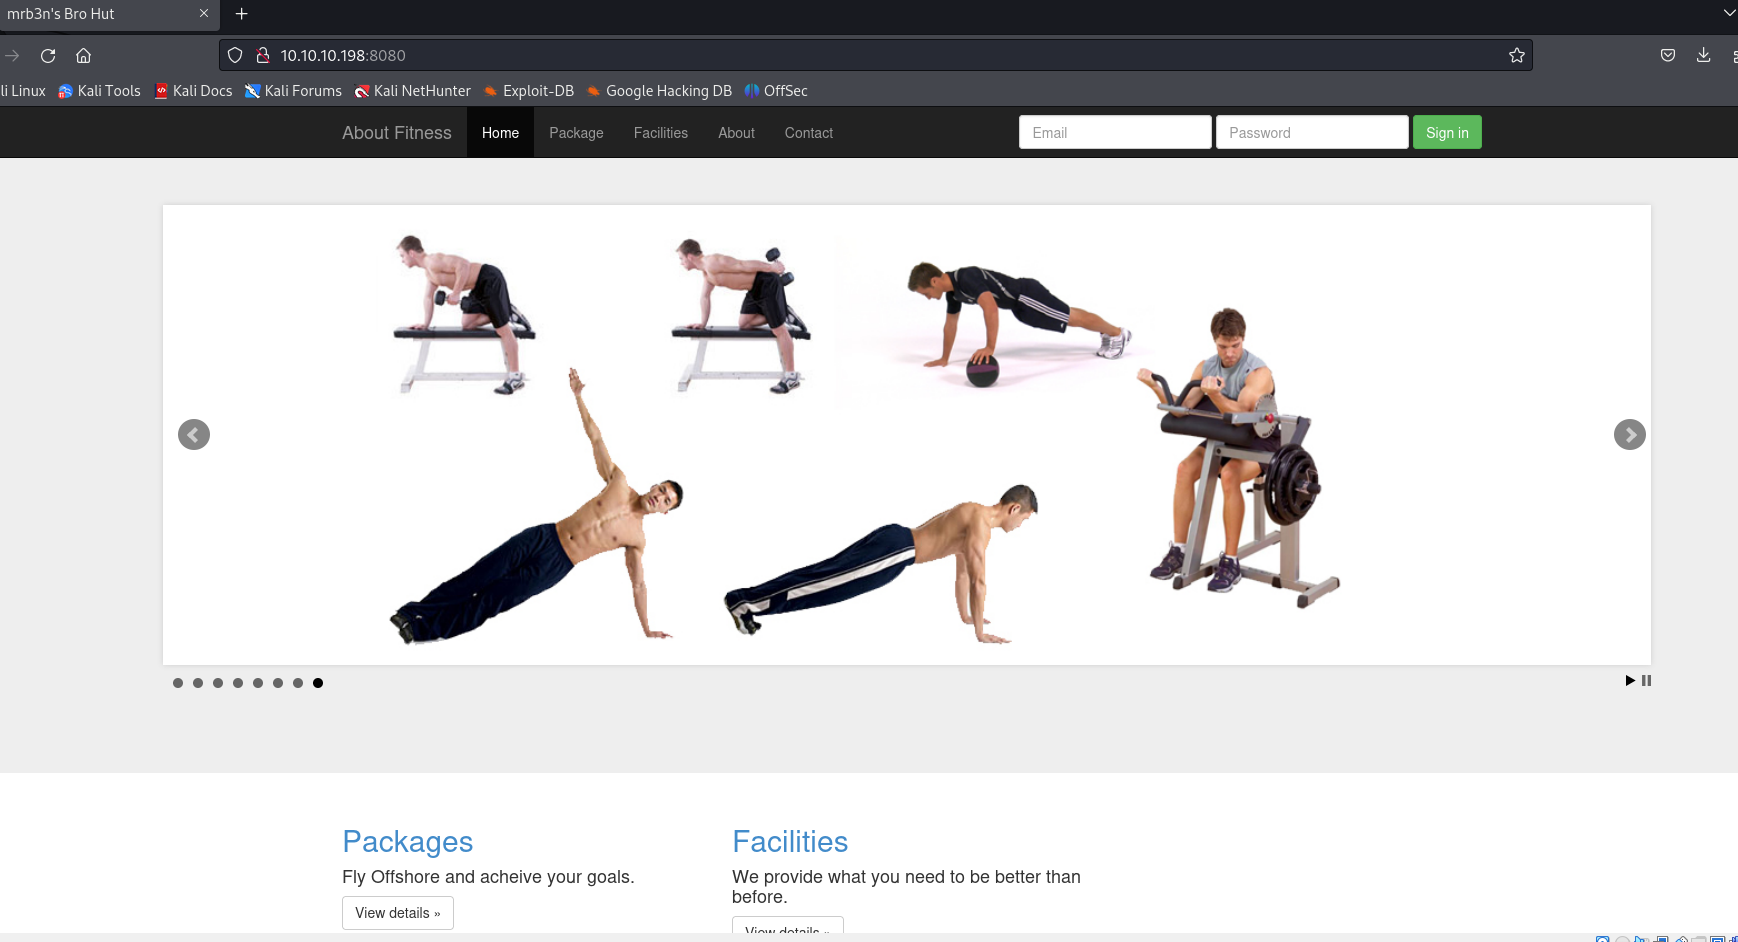 mrb3n's Bro Hut
10.10.10.198:8080
li Linux Kali Tools Kali Docs Kali Forums Kali NetHunter Exploit-DB Google Hacking DB OffSec
About Fitness Home Package Facilities About Contact Email Password Sign in
Packages
Fly Offshore and acheive your goals.
View details »
Facilities
We provide what you need to be better than
before.
View details »